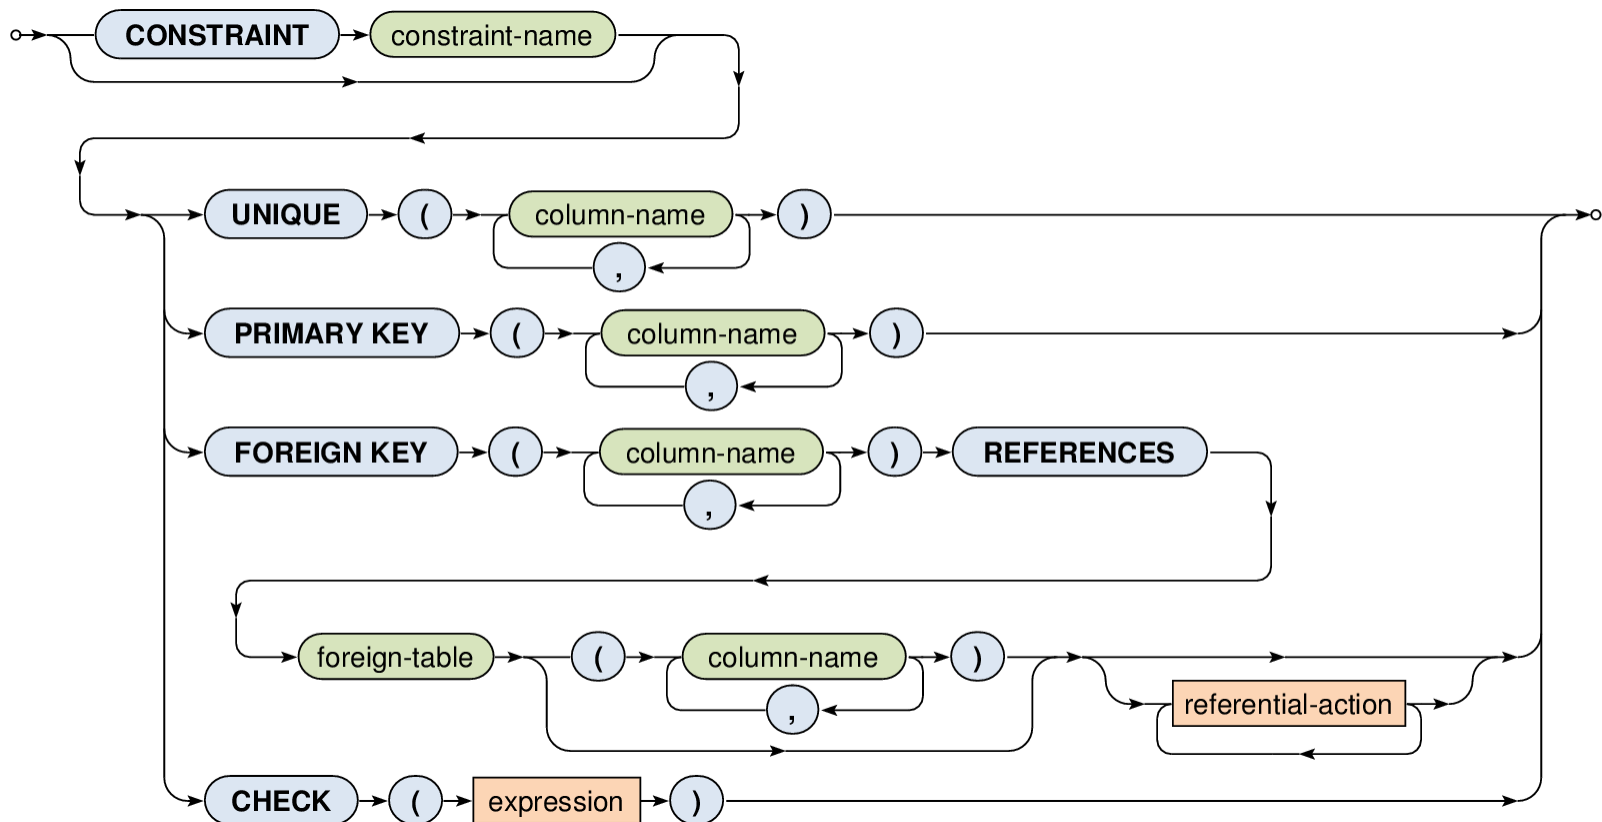 CONSTRAINT constraint-name
UNIQUE ( column-name )
,
PRIMARY KEY ( column-name )
,
FOREIGN KEY ( column-name ) REFERENCES
,
foreign-table ( column-name )
referential-action
,
CHECK ( expression )